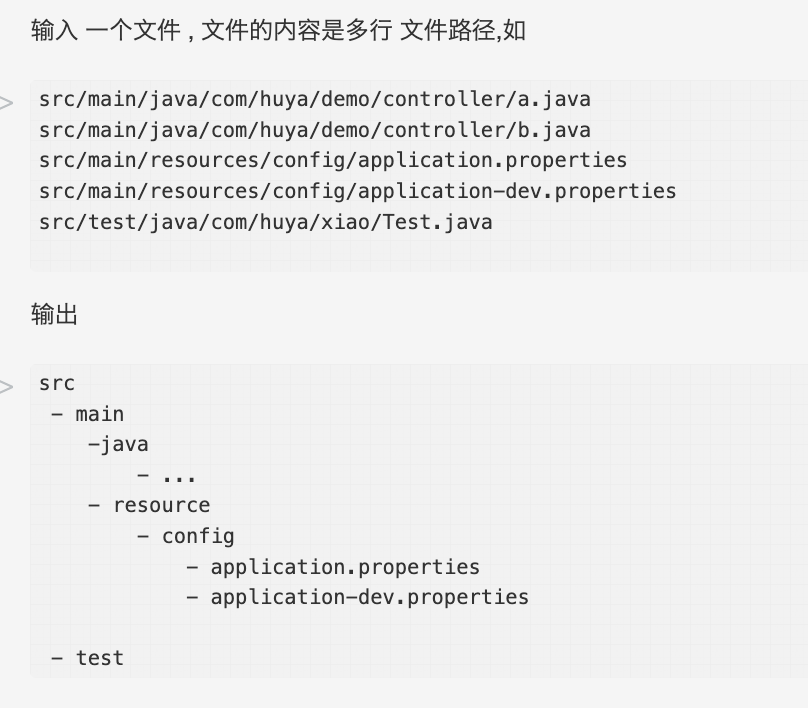 输入 一个文件 , 文件的内容是多行 文件路径,如
src/main/java/com/huya/demo/controller/a.java
src/main/java/com/huya/demo/controller/b.java
src/main/resources/config/application.properties
src/main/resources/config/application-dev.properties
src/test/java/com/huya/xiao/Test.java
输出
src
 - main
    -java
        - ...
    - resource
        - config
            - application.properties
            - application-dev.properties
 - test